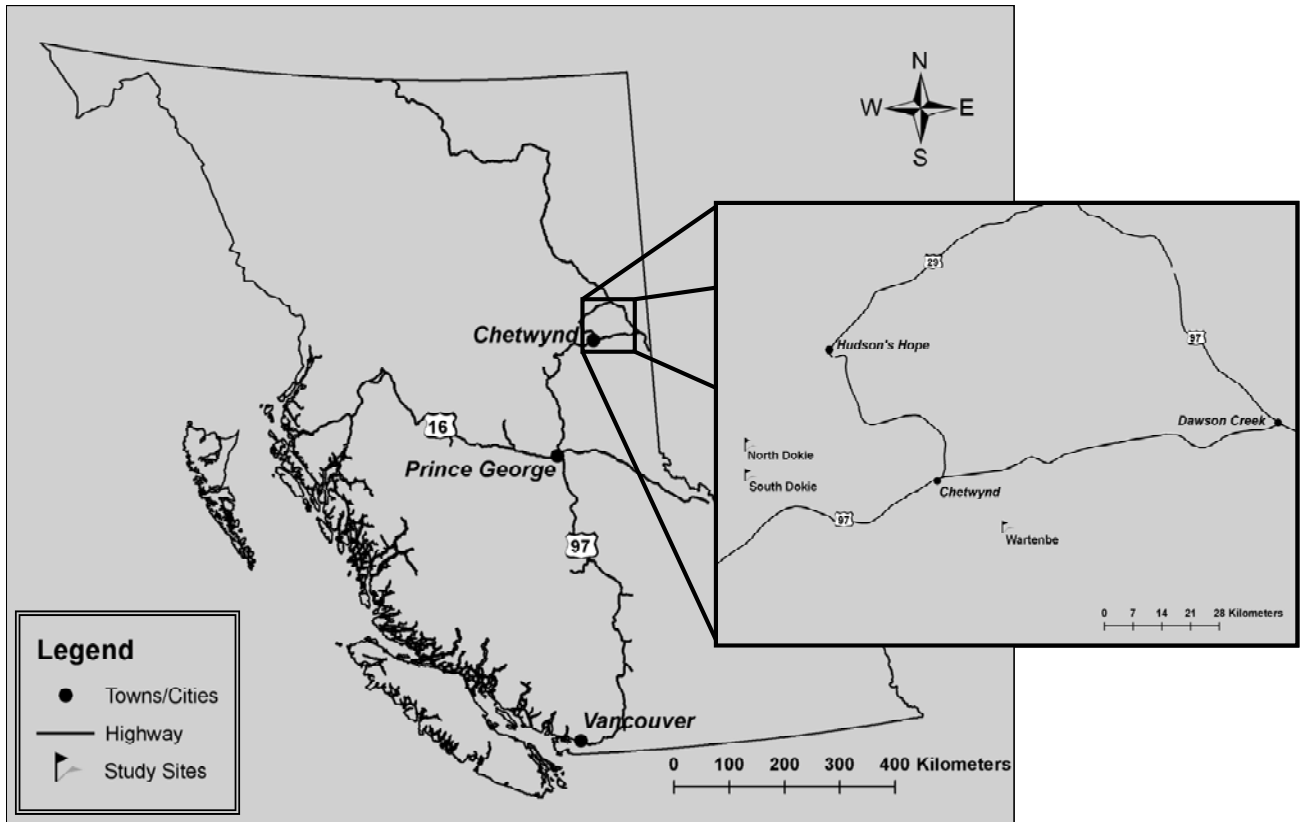 N
W E
S
29
Chetwynd
Hudson's Hope
97
Dawson Creek
16
North Dokie
Prince George
South Dokie
Chetwynd
97
Wartenbe
97
0 7 14 21 28 Kilometers
Legend
Towns/Cities
Highway
Study Sites
Vancouver
0 100 200 300 400 Kilometers